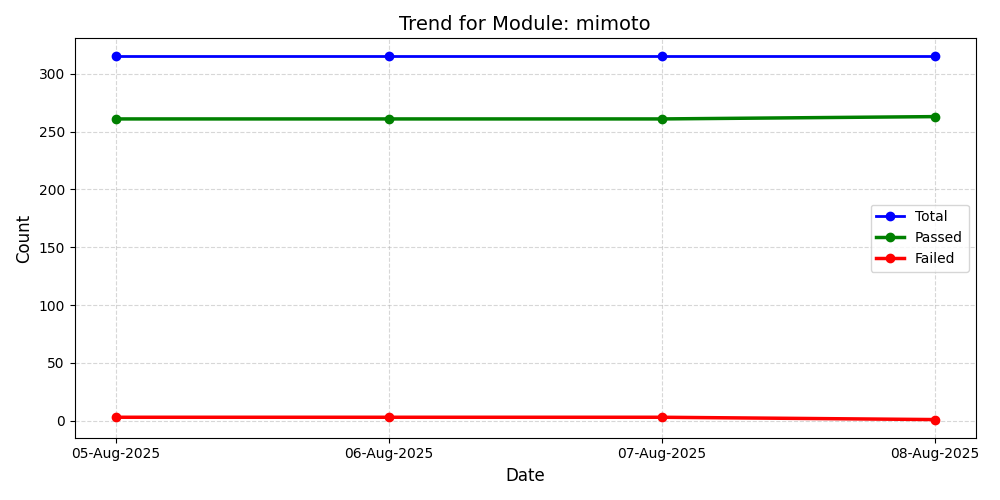 Trend for Module: mimoto
Count
300
250
200
150
100
50
0
Total
Passed
Failed
05-Aug-2025
06-Aug-2025
07-Aug-2025
08-Aug-2025
Date